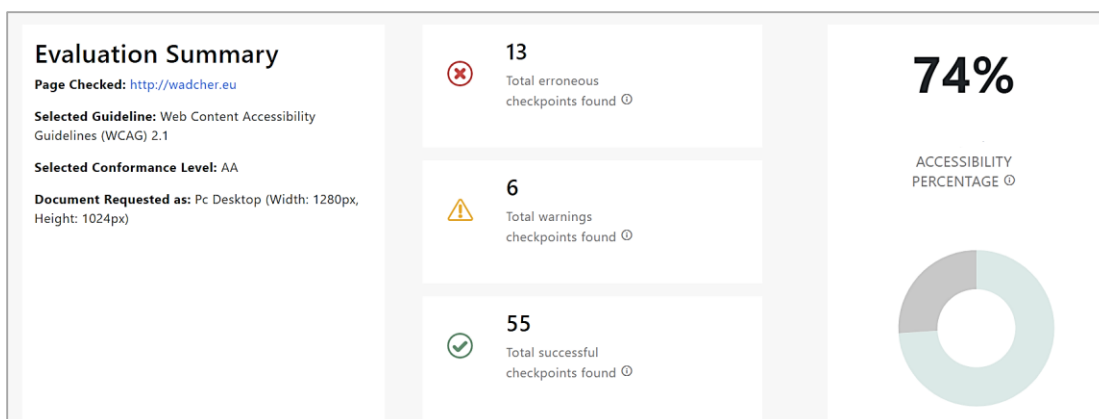 Evaluation Summary
Page Checked: http://wadcher.eu
Selected Guideline: Web Content Accessibility
Guidelines (WCAG) 2.1
Selected Conformance Level: AA
Document Requested as: Pc Desktop (Width: 1280px,
Height: 1024px)
13
Total erroneous
checkpoints found
6
Total warnings
checkpoints found
55
Total successful
checkpoints found
74%
ACCESSIBILITY
PERCENTAGE